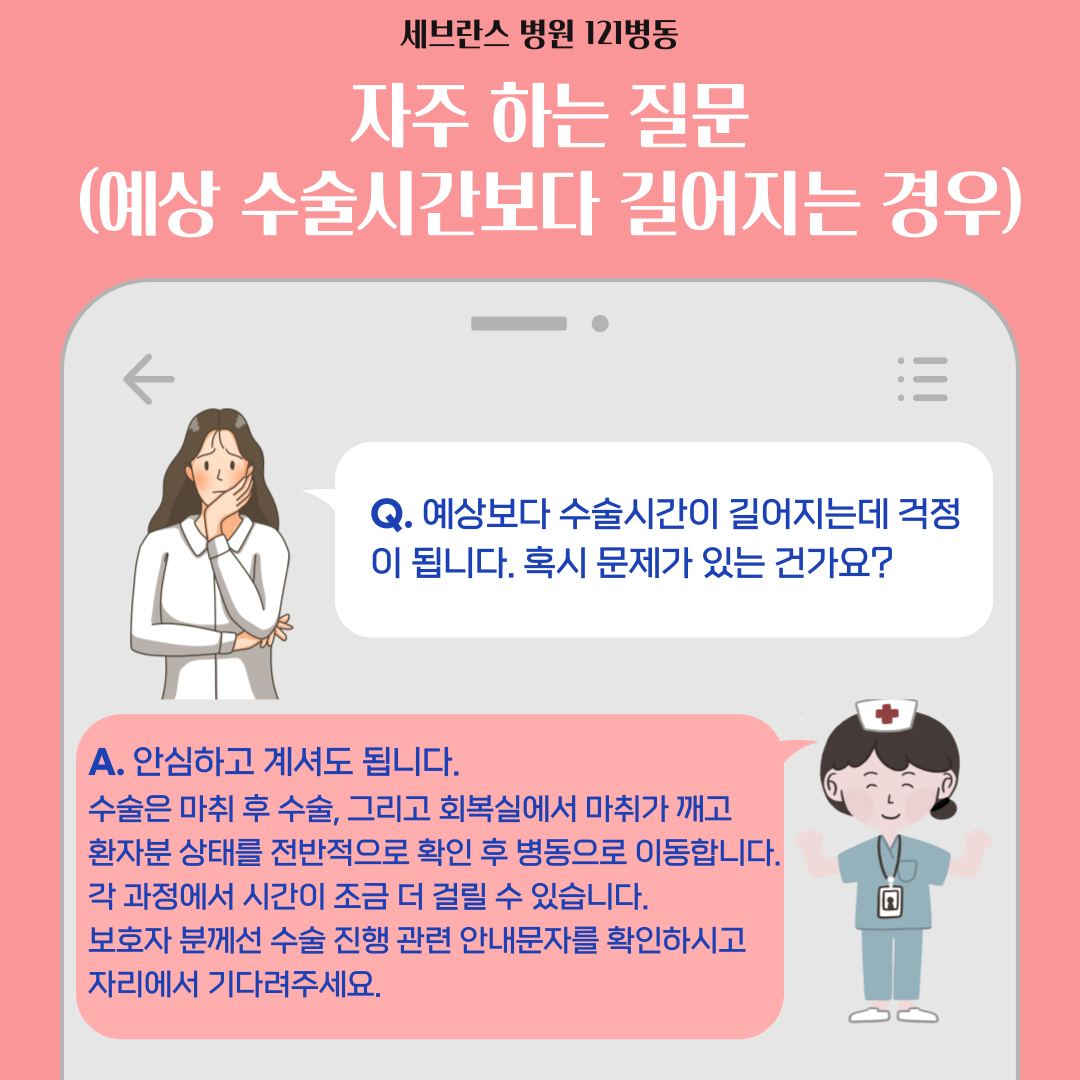 세브란스 병원 121병동
자주 하는 질문
(예상 수술시간보다 길어지는 경우)
Q. 예상보다 수술시간이 길어지는데 걱정
이 됩니다. 혹시 문제가 있는 건가요?
A. 안심하고 계셔도 됩니다.
수술은 마취 후 수술, 그리고 회복실에서 마취가 깨고
환자분 상태를 전반적으로 확인 후 병동으로 이동합니다.
각 과정에서 시간이 조금 더 걸릴 수 있습니다.
보호자 분께선 수술 진행 관련 안내문자를 확인하시고
자리에서 기다려주세요.